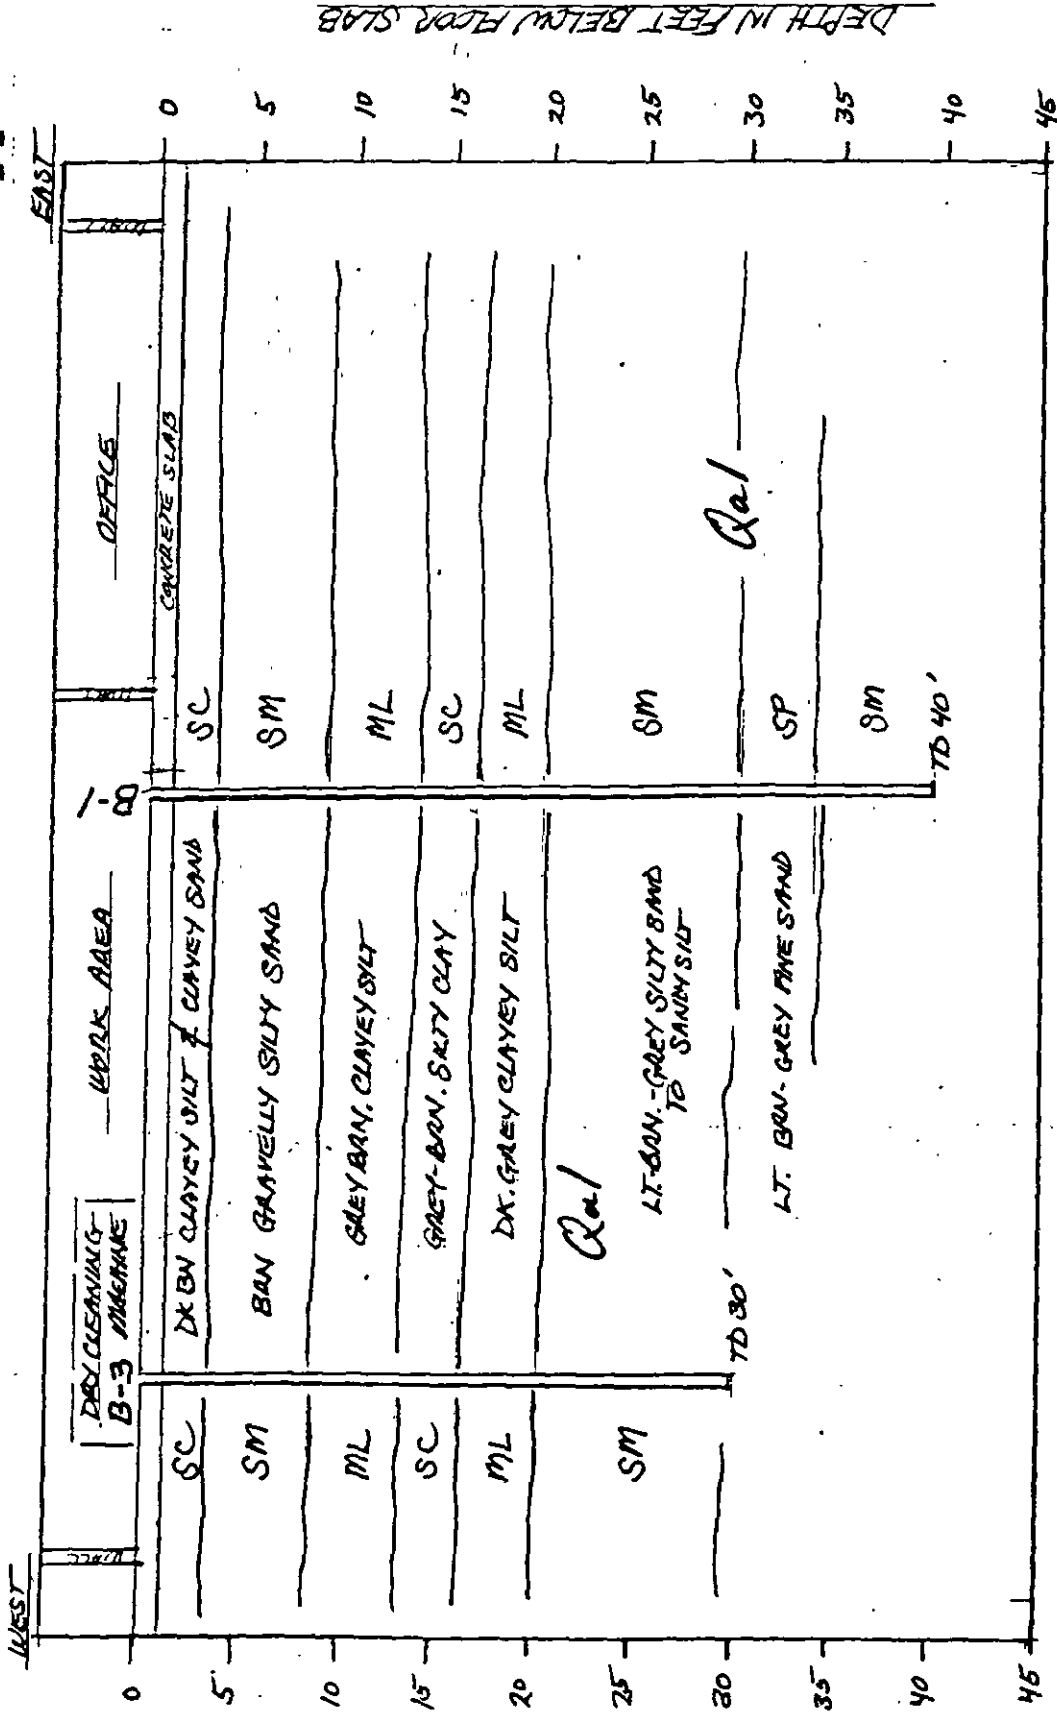 WEST
EAST
DRY CLEANING
B-3 MACHINE
WORK AREA
B-1
OFFICE
WALL
CONCRETE SLAB
0
5
10
15
20
25
30
35
40
45
SC
SM
ML
SC
ML
SM
TD 30'
DK BN CLAYEY SILT & CLAYEY SAND
BRN GRAVELLY SILTY SAND
GREY BRN. CLAYEY SILT
GREY-BRN. SILTY CLAY
DK. GREY CLAYEY SILT
Qal
LT-BRN.-GREY SILTY SAND
TO SANDY SILT
LT. BRN-GREY FINE SAND
SC
SM
ML
SC
ML
SM
Qal
SP
SM
TD 40'
0
5
10
15
20
25
30
35
40
45
DEPTH IN FEET BELOW FLOOR SLAB